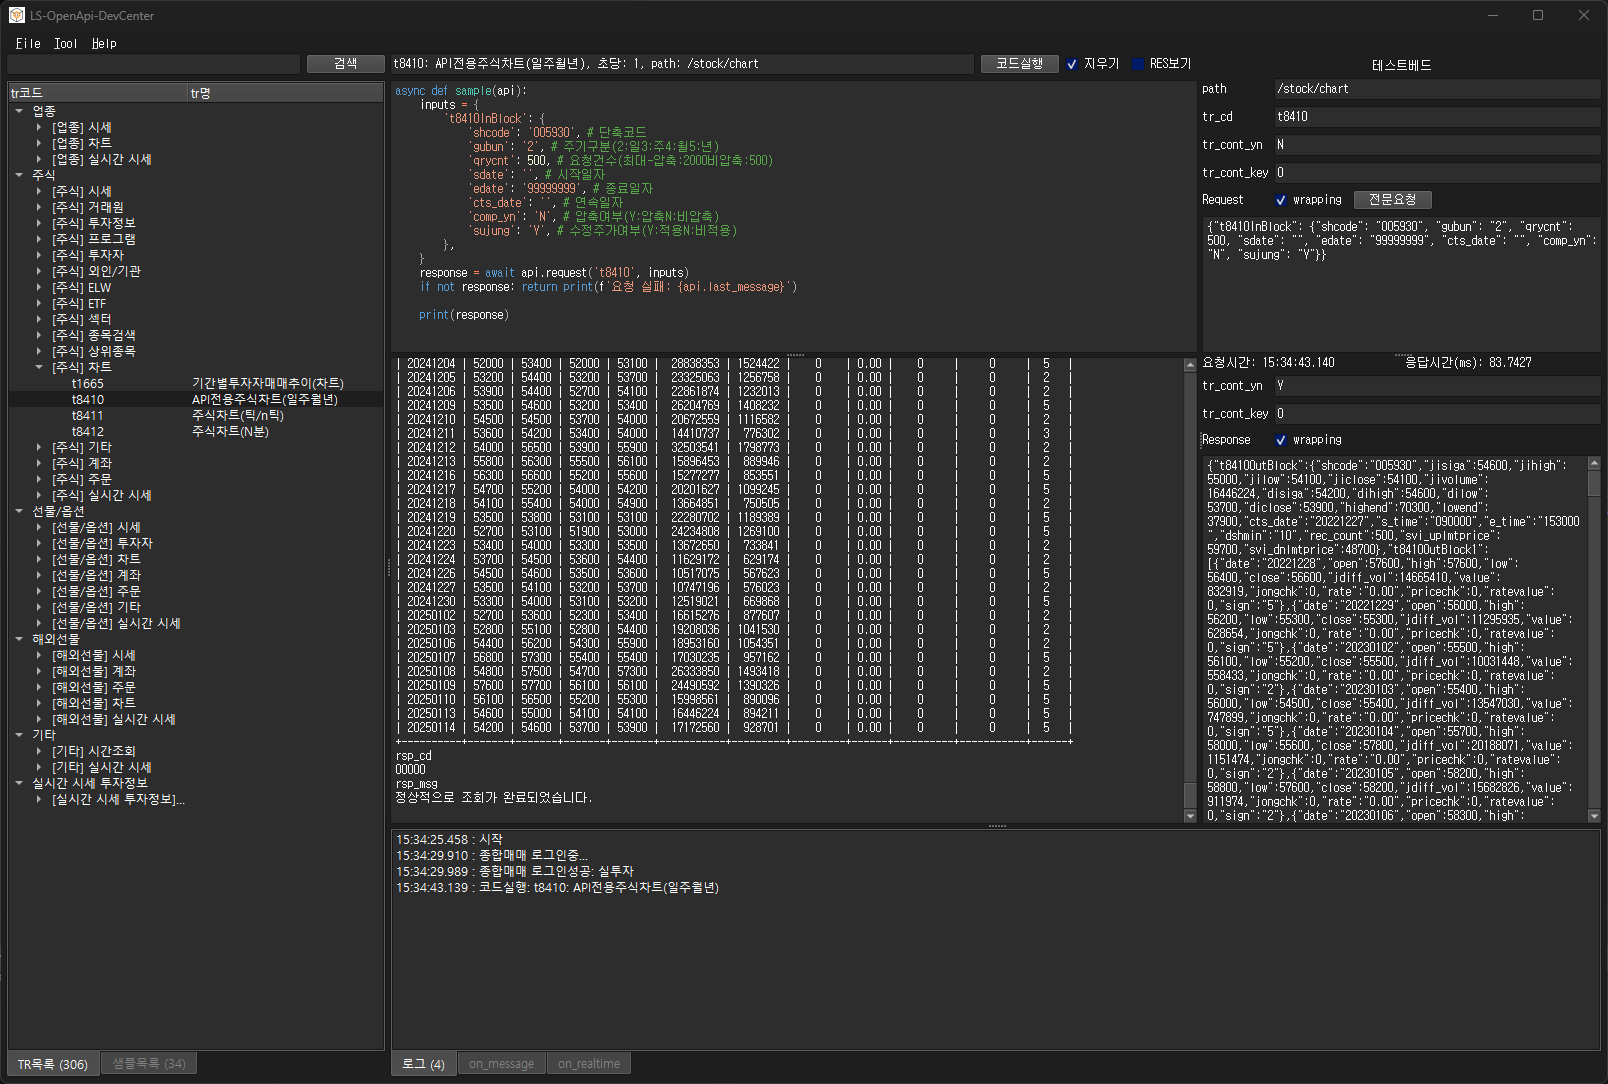 LS-OpenApi-DevCenter
File Tool Help
검색
t8410: API전용주식차트(일주월년), 초당: 1, path: /stock/chart
코드실행
지우기
RES보기
tr코드 tr명
업종
[업종] 시세
[업종] 차트
[업종] 실시간 시세
주식
[주식] 시세
[주식] 거래원
[주식] 투자정보
[주식] 프로그램
[주식] 투자자
[주식] 외인/기관
[주식] ELW
[주식] ETF
[주식] 섹터
[주식] 종목검색
[주식] 상위종목
[주식] 차트
t1665 기간별투자자매매추이(차트)
t8410 API전용주식차트(일주월년)
t8411 주식차트(틱/n틱)
t8412 주식차트(N분)
[주식] 기타
[주식] 계좌
[주식] 주문
[주식] 실시간 시세
선물/옵션
[선물/옵션] 시세
[선물/옵션] 투자자
[선물/옵션] 차트
[선물/옵션] 계좌
[선물/옵션] 주문
[선물/옵션] 기타
[선물/옵션] 실시간 시세
해외선물
[해외선물] 시세
[해외선물] 계좌
[해외선물] 주문
[해외선물] 차트
[해외선물] 실시간 시세
기타
[기타] 시간조회
[기타] 실시간 시세
실시간 시세 투자정보
[실시간 시세 투자정보]...
TR목록 (306)
샘플목록 (34)
async def sample(api):
inputs = {
't8410InBlock': {
'shcode': '005930', # 단축코드
'gubun': '2', # 주기구분(2:일3:주4:월5:년)
'qrycnt': 500, # 요청건수(최대-압축:2000비압축:500)
'sdate': '', # 시작일자
'edate': '99999999', # 종료일자
'cts_date': '', # 연속일자
'comp_yn': 'N', # 압축여부(Y:압축N:비압축)
'sujung': 'Y', # 수정주가여부(Y:적용N:비적용)
},
}
response = await api.request('t8410', inputs)
if not response: return print(f'요청 실패: {api.last_message}')
print(response)
| 20241204 | 52000 | 53400 | 52000 | 53100 | 28838353 | 1524422 | 0 | 0.00 | 0 | 0 | 5 |
| 20241205 | 53200 | 54400 | 53200 | 53700 | 23325063 | 1256758 | 0 | 0.00 | 0 | 0 | 2 |
| 20241206 | 53900 | 54400 | 52700 | 54100 | 22861874 | 1232013 | 0 | 0.00 | 0 | 0 | 2 |
| 20241209 | 53500 | 54600 | 53200 | 53400 | 26204769 | 1408232 | 0 | 0.00 | 0 | 0 | 5 |
| 20241210 | 54500 | 54500 | 53700 | 54000 | 20672559 | 1116582 | 0 | 0.00 | 0 | 0 | 2 |
| 20241211 | 53600 | 54200 | 53400 | 54000 | 14410737 | 776302 | 0 | 0.00 | 0 | 0 | 3 |
| 20241212 | 54000 | 56500 | 53900 | 55900 | 32503541 | 1798773 | 0 | 0.00 | 0 | 0 | 2 |
| 20241213 | 55800 | 56300 | 55500 | 56100 | 15896453 | 889946 | 0 | 0.00 | 0 | 0 | 2 |
| 20241216 | 55300 | 56200 | 55200 | 55600 | 15277277 | 853551 | 0 | 0.00 | 0 | 0 | 5 |
| 20241217 | 54700 | 55200 | 54000 | 54200 | 20201627 | 1099245 | 0 | 0.00 | 0 | 0 | 5 |
| 20241218 | 54100 | 55400 | 54000 | 54900 | 13664851 | 750505 | 0 | 0.00 | 0 | 0 | 2 |
| 20241219 | 53500 | 53800 | 53100 | 53100 | 22280702 | 1189389 | 0 | 0.00 | 0 | 0 | 5 |
| 20241220 | 52700 | 53100 | 51900 | 53000 | 24234808 | 1269100 | 0 | 0.00 | 0 | 0 | 5 |
| 20241223 | 53400 | 54000 | 53300 | 53500 | 13672650 | 733841 | 0 | 0.00 | 0 | 0 | 2 |
| 20241224 | 53700 | 54500 | 53600 | 54400 | 11629172 | 629174 | 0 | 0.00 | 0 | 0 | 2 |
| 20241226 | 54500 | 54600 | 53500 | 53600 | 10517075 | 567623 | 0 | 0.00 | 0 | 0 | 5 |
| 20241227 | 53500 | 54100 | 53200 | 53700 | 10747196 | 576023 | 0 | 0.00 | 0 | 0 | 2 |
| 20241230 | 53300 | 54000 | 53100 | 53200 | 12519021 | 669868 | 0 | 0.00 | 0 | 0 | 5 |
| 20250102 | 52700 | 53600 | 52300 | 53400 | 16615276 | 877607 | 0 | 0.00 | 0 | 0 | 2 |
| 20250103 | 52800 | 55100 | 52800 | 54400 | 19208036 | 1041530 | 0 | 0.00 | 0 | 0 | 2 |
| 20250106 | 54400 | 56200 | 54300 | 55900 | 18953160 | 1054351 | 0 | 0.00 | 0 | 0 | 2 |
| 20250107 | 56800 | 57300 | 55400 | 55400 | 17030235 | 957162 | 0 | 0.00 | 0 | 0 | 5 |
| 20250108 | 54800 | 57500 | 54700 | 57300 | 26333850 | 1493418 | 0 | 0.00 | 0 | 0 | 2 |
| 20250109 | 57600 | 57700 | 56100 | 56100 | 24490592 | 1390326 | 0 | 0.00 | 0 | 0 | 5 |
| 20250110 | 56100 | 56500 | 55200 | 55300 | 15998561 | 890096 | 0 | 0.00 | 0 | 0 | 5 |
| 20250113 | 54600 | 55000 | 54100 | 54100 | 16446224 | 894211 | 0 | 0.00 | 0 | 0 | 5 |
| 20250114 | 54200 | 54600 | 53700 | 53900 | 17172560 | 928701 | 0 | 0.00 | 0 | 0 | 5 |
rsp_cd
00000
rsp_msg
정상적으로 조회가 완료되었습니다.
15:34:25.458 : 시작
15:34:29.910 : 종합매매 로그인중...
15:34:29.989 : 종합매매 로그인성공: 실투자
15:34:43.139 : 코드실행: t8410: API전용주식차트(일주월년)
로그 (4)
on_message
on_realtime
테스트베드
path /stock/chart
tr_cd t8410
tr_cont_yn N
tr_cont_key 0
Request wrapping 전문요청
{"t8410InBlock": {"shcode": "005930", "gubun": "2", "qrycnt":
500, "sdate": "", "edate": "99999999", "cts_date": "", "comp_yn":
"N", "sujung": "Y"}}
요청시간: 15:34:43.140 응답시간(ms): 83.7427
tr_cont_yn Y
tr_cont_key 0
Response wrapping
{"t8410OutBlock":{"shcode":"005930","jisiga":54600,"jihigh":
55000,"jilow":54100,"jiclose":54100,"jivolume":
16446224,"disiga":54200,"dihigh":54600,"dilow":
53700,"diclose":53900,"highend":70300,"lowend":
37900,"cts_date":"20221227","s_time":"090000","e_time":"153000
","dshmin":"10","rec_count":500,"svi_uplmtprice":
59700,"svi_dnlmtprice":48700},"t8410OutBlock1":
[{"date":"20221228","open":57600,"high":57600,"low":
56400,"close":56600,"jdiff_vol":14665410,"value":
832919,"jongchk":0,"rate":"0.00","pricechk":0,"ratevalue":
0,"sign":"5"},{"date":"20221229","open":56000,"high":
56200,"low":55300,"close":55300,"jdiff_vol":11295935,"value":
628654,"jongchk":0,"rate":"0.00","pricechk":0,"ratevalue":
0,"sign":"5"},{"date":"20230102","open":55500,"high":
56100,"low":55200,"close":55500,"jdiff_vol":10031448,"value":
558433,"jongchk":0,"rate":"0.00","pricechk":0,"ratevalue":
0,"sign":"2"},{"date":"20230103","open":55400,"high":
56000,"low":54500,"close":55400,"jdiff_vol":13547030,"value":
747899,"jongchk":0,"rate":"0.00","pricechk":0,"ratevalue":
0,"sign":"5"},{"date":"20230104","open":55700,"high":
58000,"low":55600,"close":57800,"jdiff_vol":20188071,"value":
1151474,"jongchk":0,"rate":"0.00","pricechk":0,"ratevalue":
0,"sign":"2"},{"date":"20230105","open":58200,"high":
58800,"low":57600,"close":58200,"jdiff_vol":15682826,"value":
911974,"jongchk":0,"rate":"0.00","pricechk":0,"ratevalue":
0,"sign":"2"},{"date":"20230106","open":58300,"high":